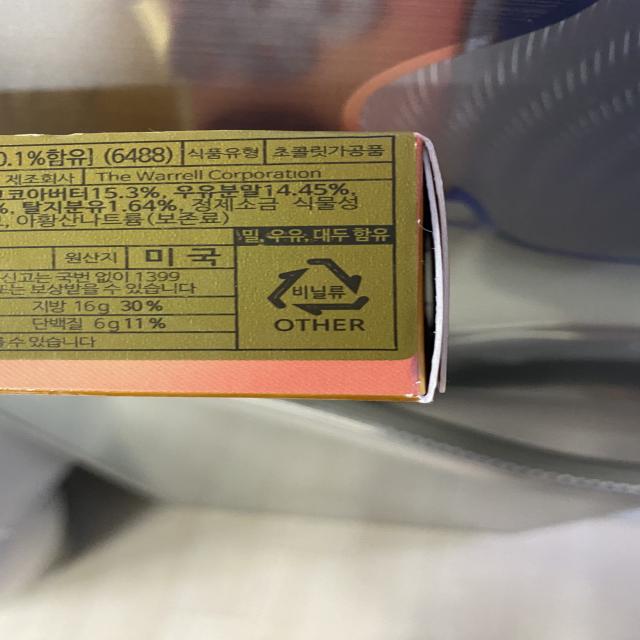 0.1%함유] (6488) 식품유형 초콜릿가공품
제조회사 The Warrell Corporation
코코아버터15.3%, 우유분말14.45%,
%, 탈지분유1.64%, 정제소금 식물성
아황산나트륨(보존료)
밀, 우유, 대두 함유
원산지 미국
신고는 국번 없이 1399
또는 보상받을 수 있습니다
비닐류
지방 16g 30%
OTHER
단백질 6g 11%
를 수 있습니다